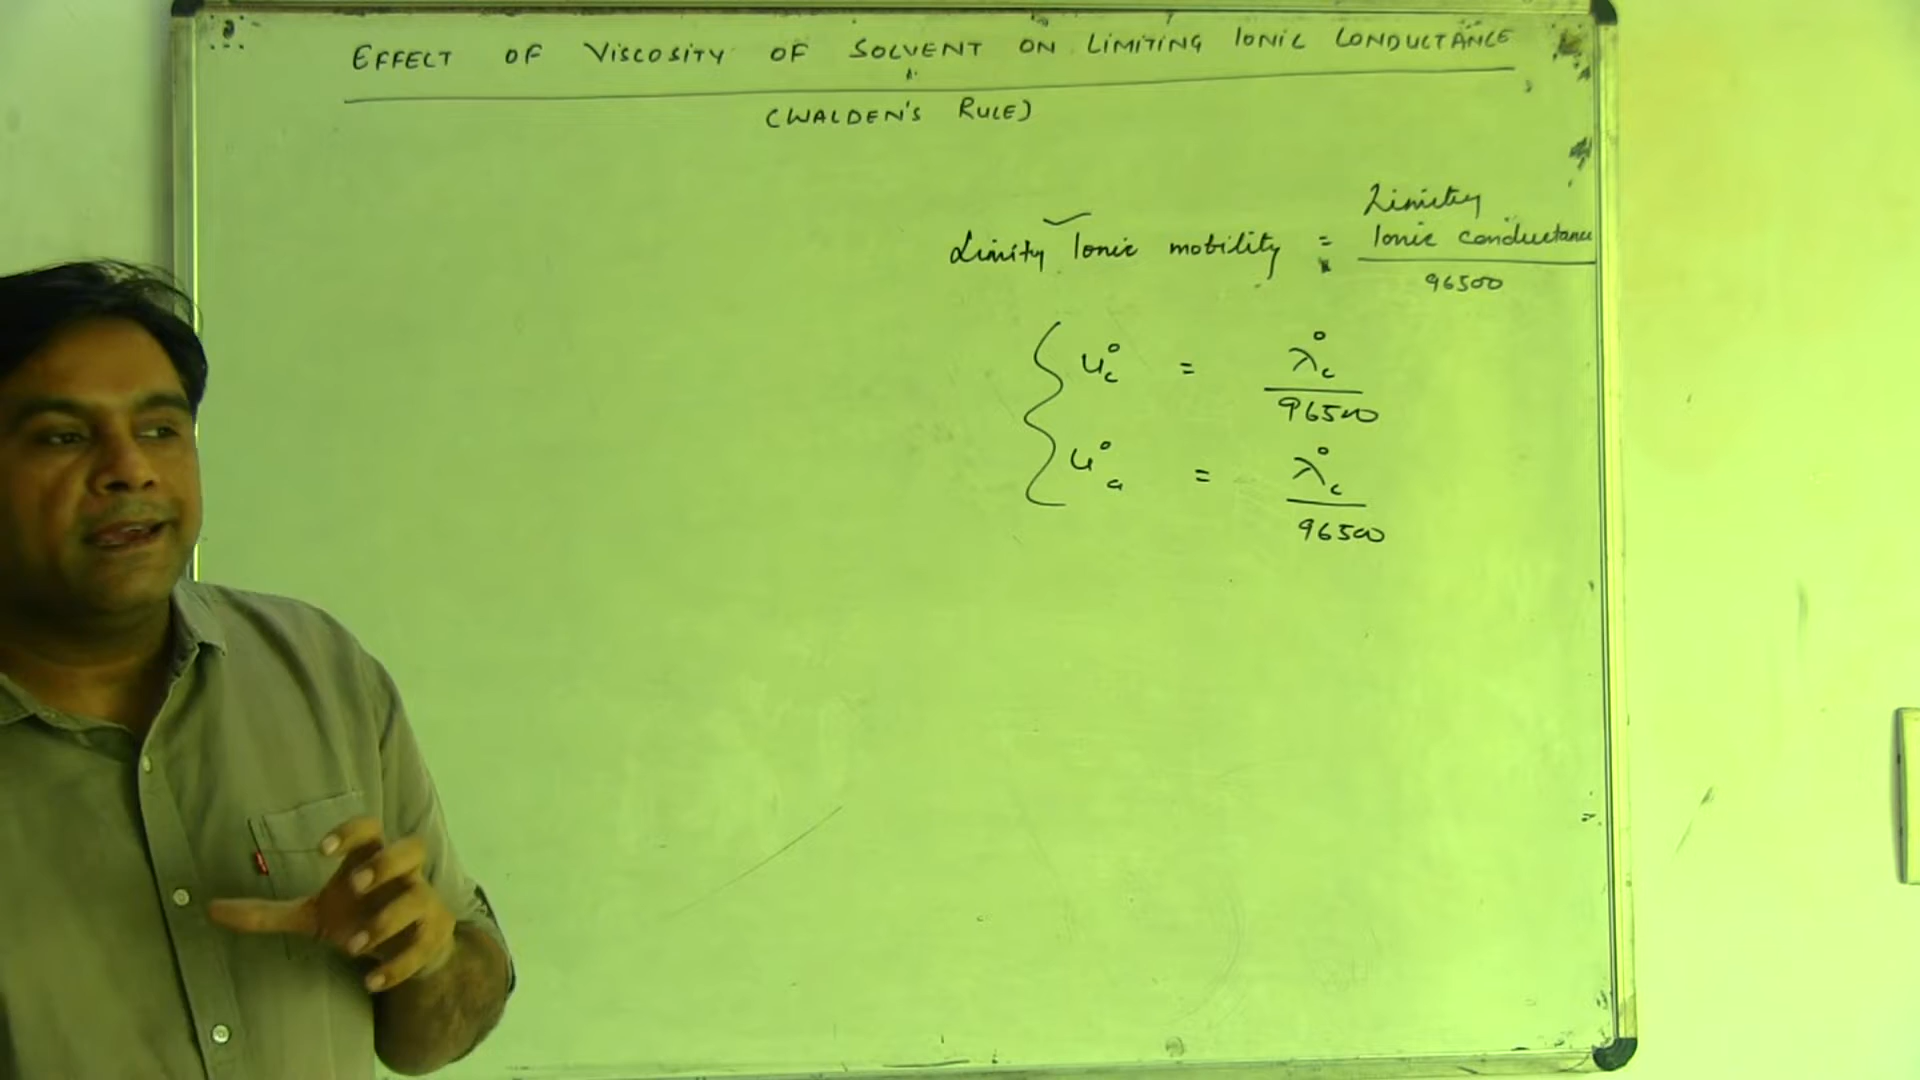 EFFECT OF VISCOSITY OF SOLVENT ON LIMITING IONIC CONDUCTANCE
(WALDEN'S RULE)
Limity Ionic mobility = Limity Ionic conductance / 96500
u°c = λ°c / 96500
u°a = λ°c / 96500